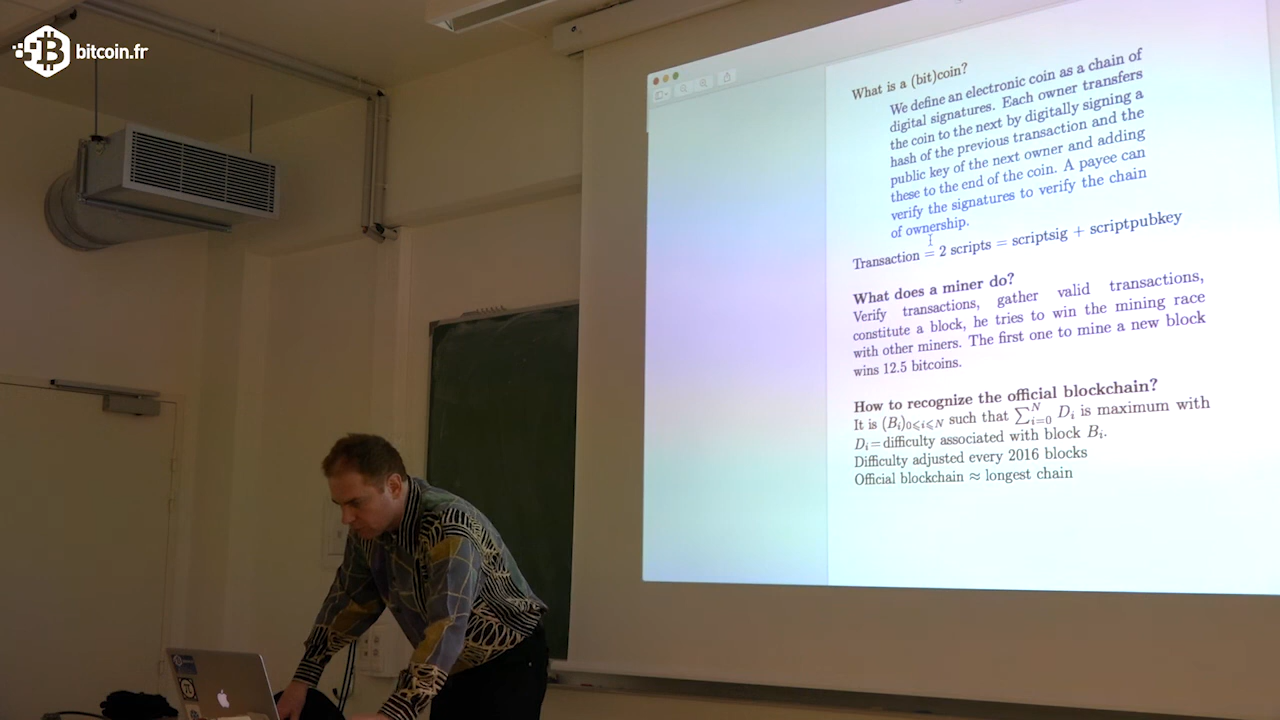 bitcoin.fr
What is a (bit)coin?
We define an electronic coin as a chain of
digital signatures. Each owner transfers
the coin to the next by digitally signing a
hash of the previous transaction and the
public key of the next owner and adding
these to the end of the coin. A payee can
verify the signatures to verify the chain
of ownership.
Transaction = 2 scripts = scriptsig + scriptpubkey
What does a miner do?
Verify transactions, gather valid transactions,
constitute a block, he tries to win the mining race
with other miners. The first one to mine a new block
wins 12.5 bitcoins.
How to recognize the official blockchain?
It is (B_i)_{0⩽i⩽N} such that ∑_{i=0}^{N} D_i is maximum with
D_i = difficulty associated with block B_i.
Difficulty adjusted every 2016 blocks
Official blockchain ≈ longest chain